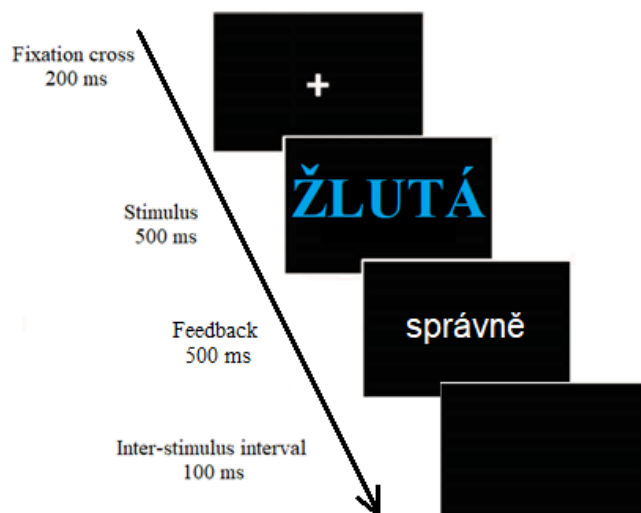 Fixation cross
200 ms
+
Stimulus
500 ms
ŽLUTÁ
Feedback
500 ms
správně
Inter-stimulus interval
100 ms